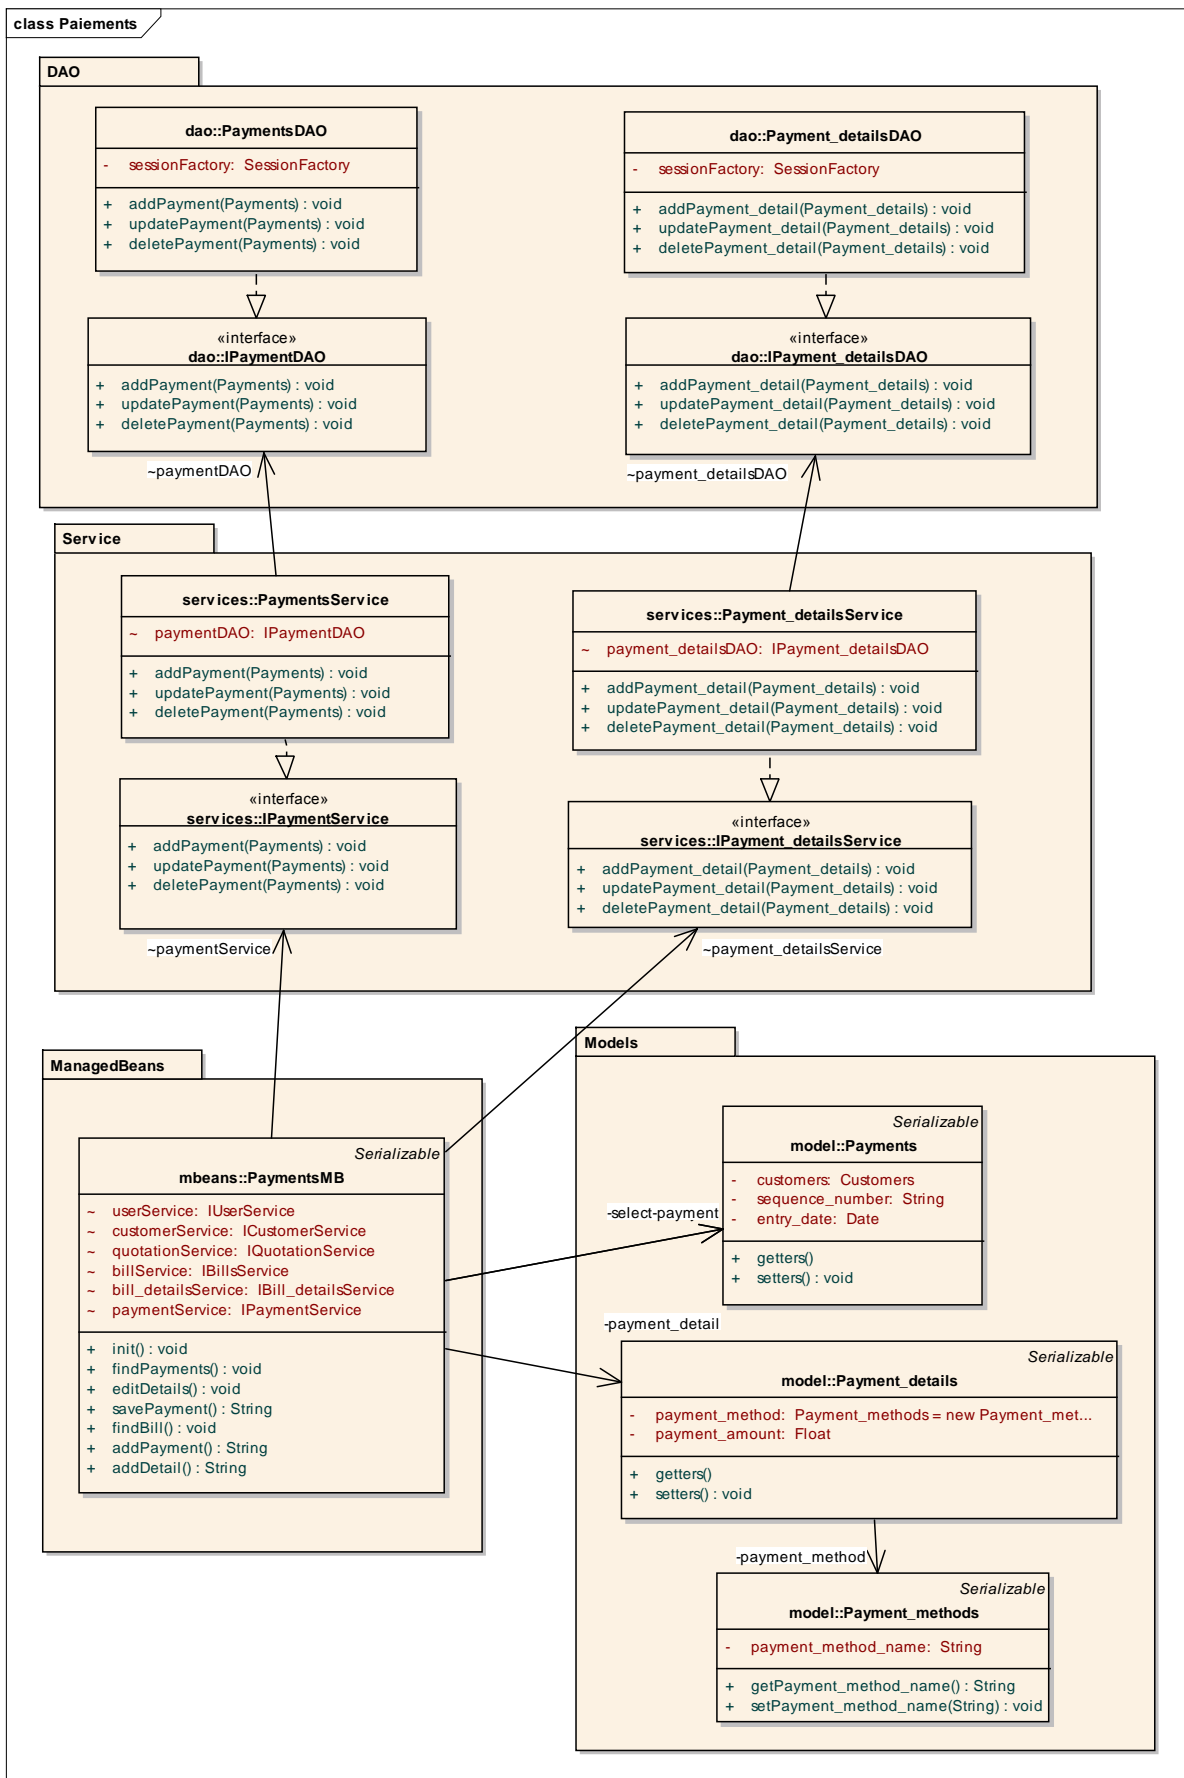 class Paiements
DAO
dao::PaymentsDAO
- sessionFactory: SessionFactory
+ addPayment(Payments) : void
+ updatePayment(Payments) : void
+ deletePayment(Payments) : void
dao::Payment_detailsDAO
- sessionFactory: SessionFactory
+ addPayment_detail(Payment_details) : void
+ updatePayment_detail(Payment_details) : void
+ deletePayment_detail(Payment_details) : void
«interface»
dao::IPaymentDAO
+ addPayment(Payments) : void
+ updatePayment(Payments) : void
+ deletePayment(Payments) : void
«interface»
dao::IPayment_detailsDAO
+ addPayment_detail(Payment_details) : void
+ updatePayment_detail(Payment_details) : void
+ deletePayment_detail(Payment_details) : void
~paymentDAO
~payment_detailsDAO
Service
services::PaymentsService
~ paymentDAO: IPaymentDAO
+ addPayment(Payments) : void
+ updatePayment(Payments) : void
+ deletePayment(Payments) : void
services::Payment_detailsService
~ payment_detailsDAO: IPayment_detailsDAO
+ addPayment_detail(Payment_details) : void
+ updatePayment_detail(Payment_details) : void
+ deletePayment_detail(Payment_details) : void
«interface»
services::IPaymentService
+ addPayment(Payments) : void
+ updatePayment(Payments) : void
+ deletePayment(Payments) : void
«interface»
services::IPayment_detailsService
+ addPayment_detail(Payment_details) : void
+ updatePayment_detail(Payment_details) : void
+ deletePayment_detail(Payment_details) : void
~paymentService
~payment_detailsService
ManagedBeans
Serializable
mbeans::PaymentsMB
~ userService: IUserService
~ customerService: ICustomerService
~ quotationService: IQuotationService
~ billService: IBillsService
~ bill_detailsService: IBill_detailsService
~ paymentService: IPaymentService
+ init() : void
+ findPayments() : void
+ editDetails() : void
+ savePayment() : String
+ findBill() : void
+ addPayment() : String
+ addDetail() : String
Models
Serializable
model::Payments
- customers: Customers
- sequence_number: String
- entry_date: Date
+ getters()
+ setters() : void
-select-payment
-payment_detail
Serializable
model::Payment_details
- payment_method: Payment_methods = new Payment_met...
- payment_amount: Float
+ getters()
+ setters() : void
-payment_method
Serializable
model::Payment_methods
- payment_method_name: String
+ getPayment_method_name() : String
+ setPayment_method_name(String) : void